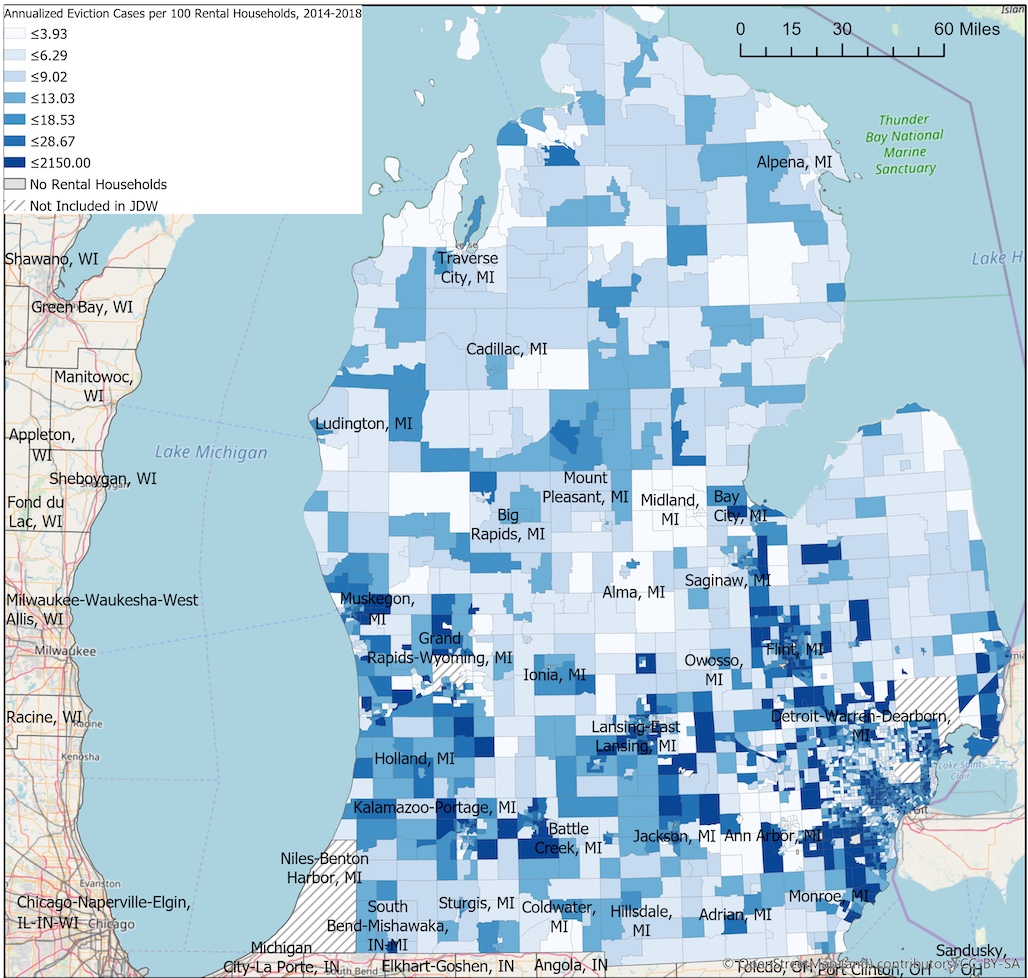 Annualized Eviction Cases per 100 Rental Households, 2014-2018
≤3.93
≤6.29
≤9.02
≤13.03
≤18.53
≤28.67
≤2150.00
No Rental Households
Not Included in JDW
0 15 30 60 Miles
Thunder
Bay National
Marine
Sanctuary
Alpena, MI
Shawano, WI
Traverse
City, MI
Lake H
Green Bay, WI
Cadillac, MI
Manitowoc,
WI
Ludington, MI
Appleton,
WI
Lake Michigan
Sheboygan, WI
Mount
Pleasant, MI
Midland,
MI
Bay
City, MI
Fond du
Lac, WI
Big
Rapids, MI
Saginaw, MI
Alma, MI
Milwaukee-Waukesha-West
Allis, WI
Muskegon,
MI
Milwaukee
Grand
Rapids-Wyoming, MI
Flint, MI
Owosso,
MI
Ionia, MI
Racine, WI
Racine
Lansing-East
Lansing, MI
Detroit-Warren-Dearborn,
MI
Kenosha
Holland, MI
Lake Saint
Clair
Kalamazoo-Portage, MI
Battle
Creek, MI
Jackson, MI
Ann Arbor, MI
Niles-Benton
Harbor, MI
Evanston
Chicago-Naperville-Elgin,
IL-IN-WI
Chicago
South
Bend-Mishawaka,
IN-MI
Sturgis, MI
Coldwater,
MI
Hillsdale,
MI
Adrian, MI
Monroe, MI
Michigan
City-La Porte, IN
South Bend
Elkhart-Goshen, IN
Angola, IN
Sandusky,
OH
Toledo, OH
Port Clinton, OH
© OpenStreetMap contributors, CC-BY-SA